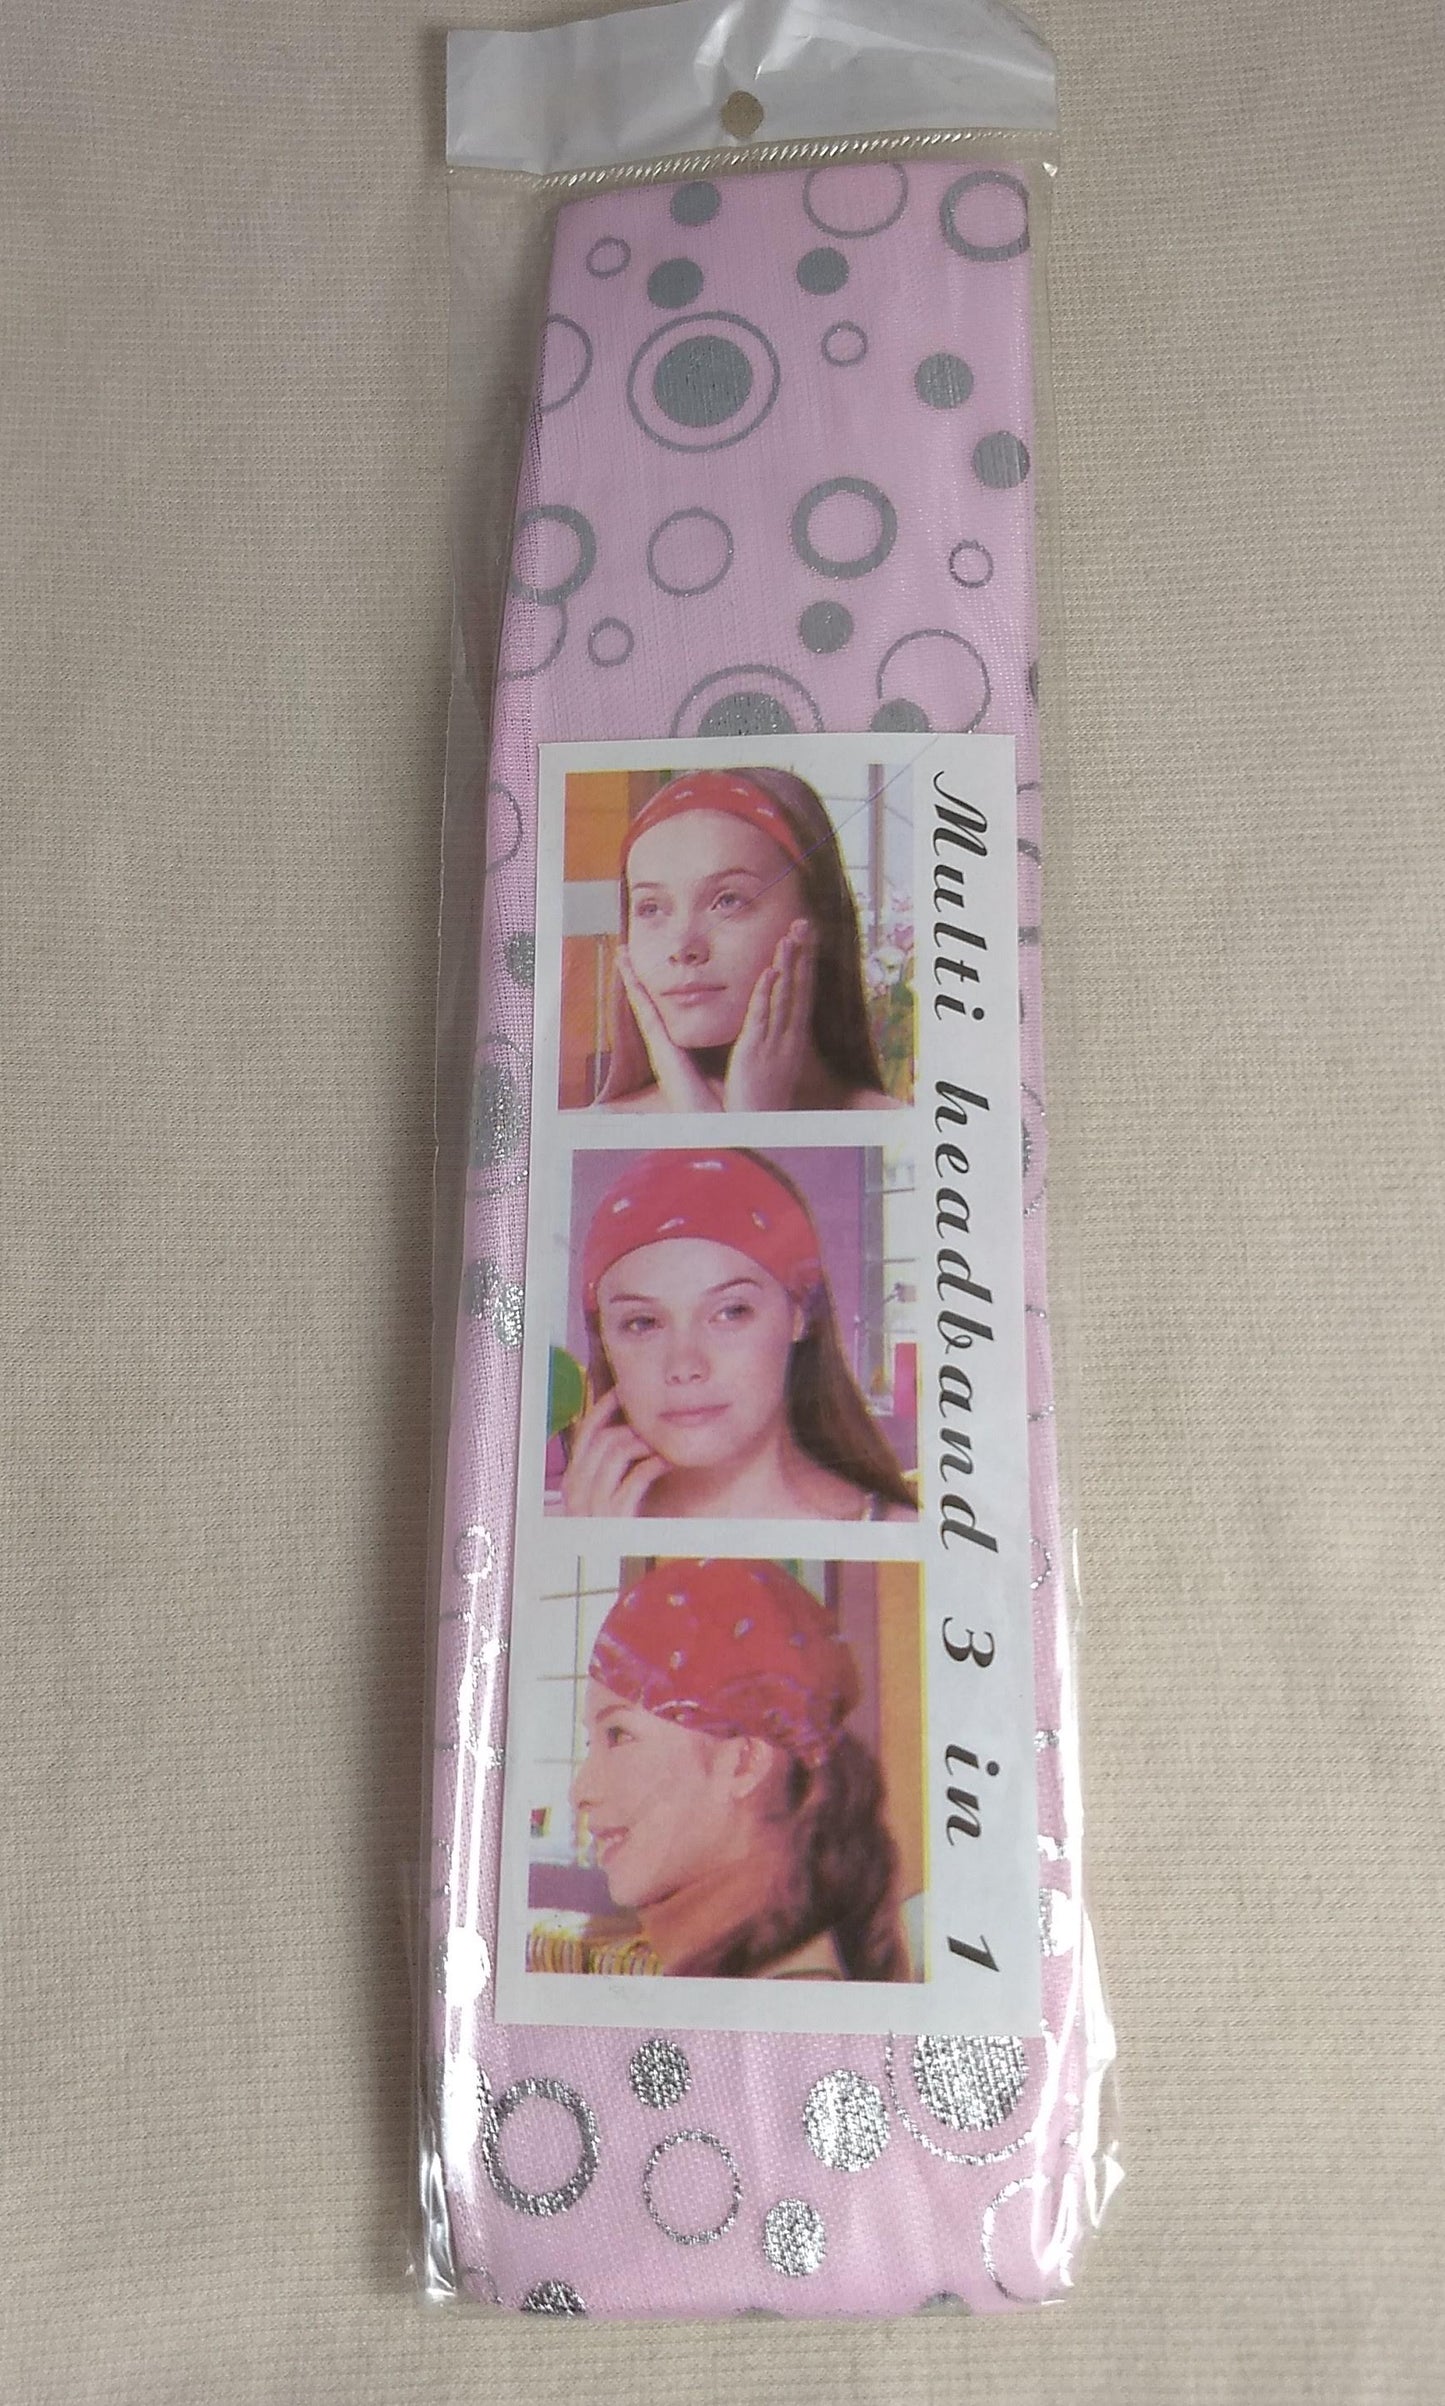 Multi headband 3 in 1